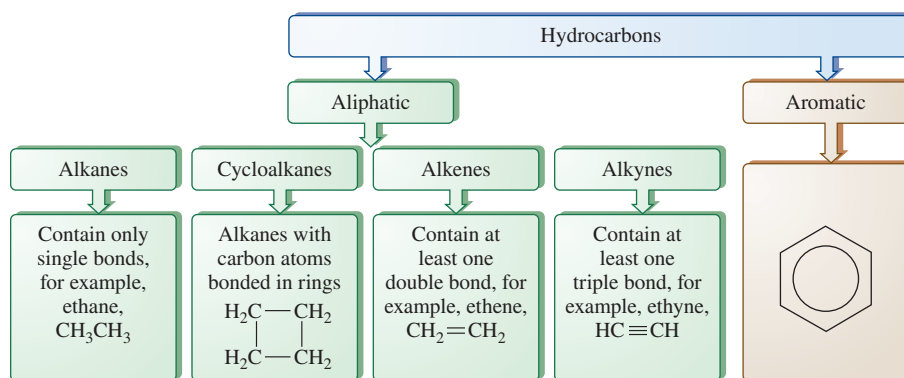 Hydrocarbons
Aliphatic
Aromatic
Alkanes
Cycloalkanes
Alkenes
Alkynes
Contain only
single bonds,
for example,
ethane,
CH₃CH₃
Alkanes with
carbon atoms
bonded in rings
H₂C—CH₂
H₂C—CH₂
Contain at
least one
double bond, for
example, ethene,
CH₂=CH₂
Contain at
least one
triple bond, for
example, ethyne,
HC≡CH